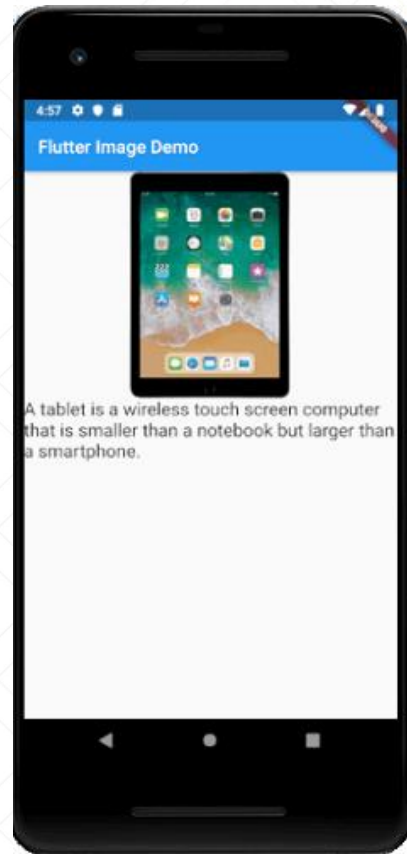 4:57
Flutter Image Demo
A tablet is a wireless touch screen computer
that is smaller than a notebook but larger than
a smartphone.